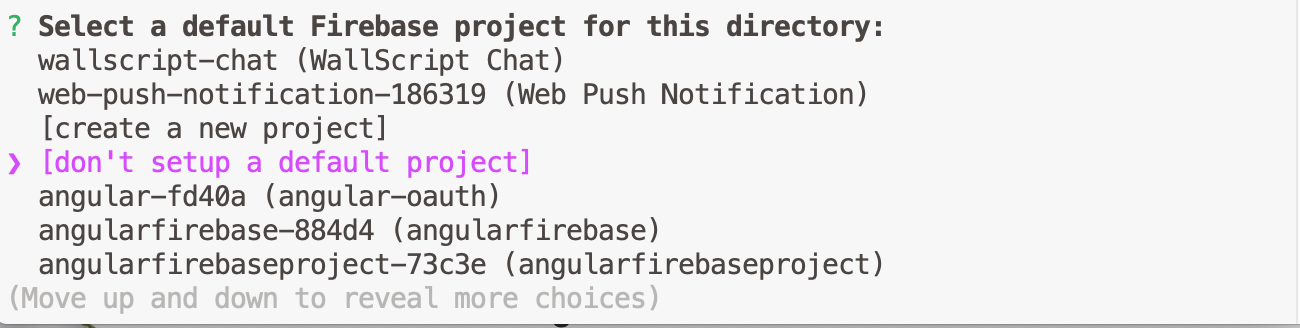 ? Select a default Firebase project for this directory:
wallscript-chat (WallScript Chat)
web-push-notification-186319 (Web Push Notification)
[create a new project]
❯ [don't setup a default project]
angular-fd40a (angular-oauth)
angularfirebase-884d4 (angularfirebase)
angularfirebaseproject-73c3e (angularfirebaseproject)
(Move up and down to reveal more choices)